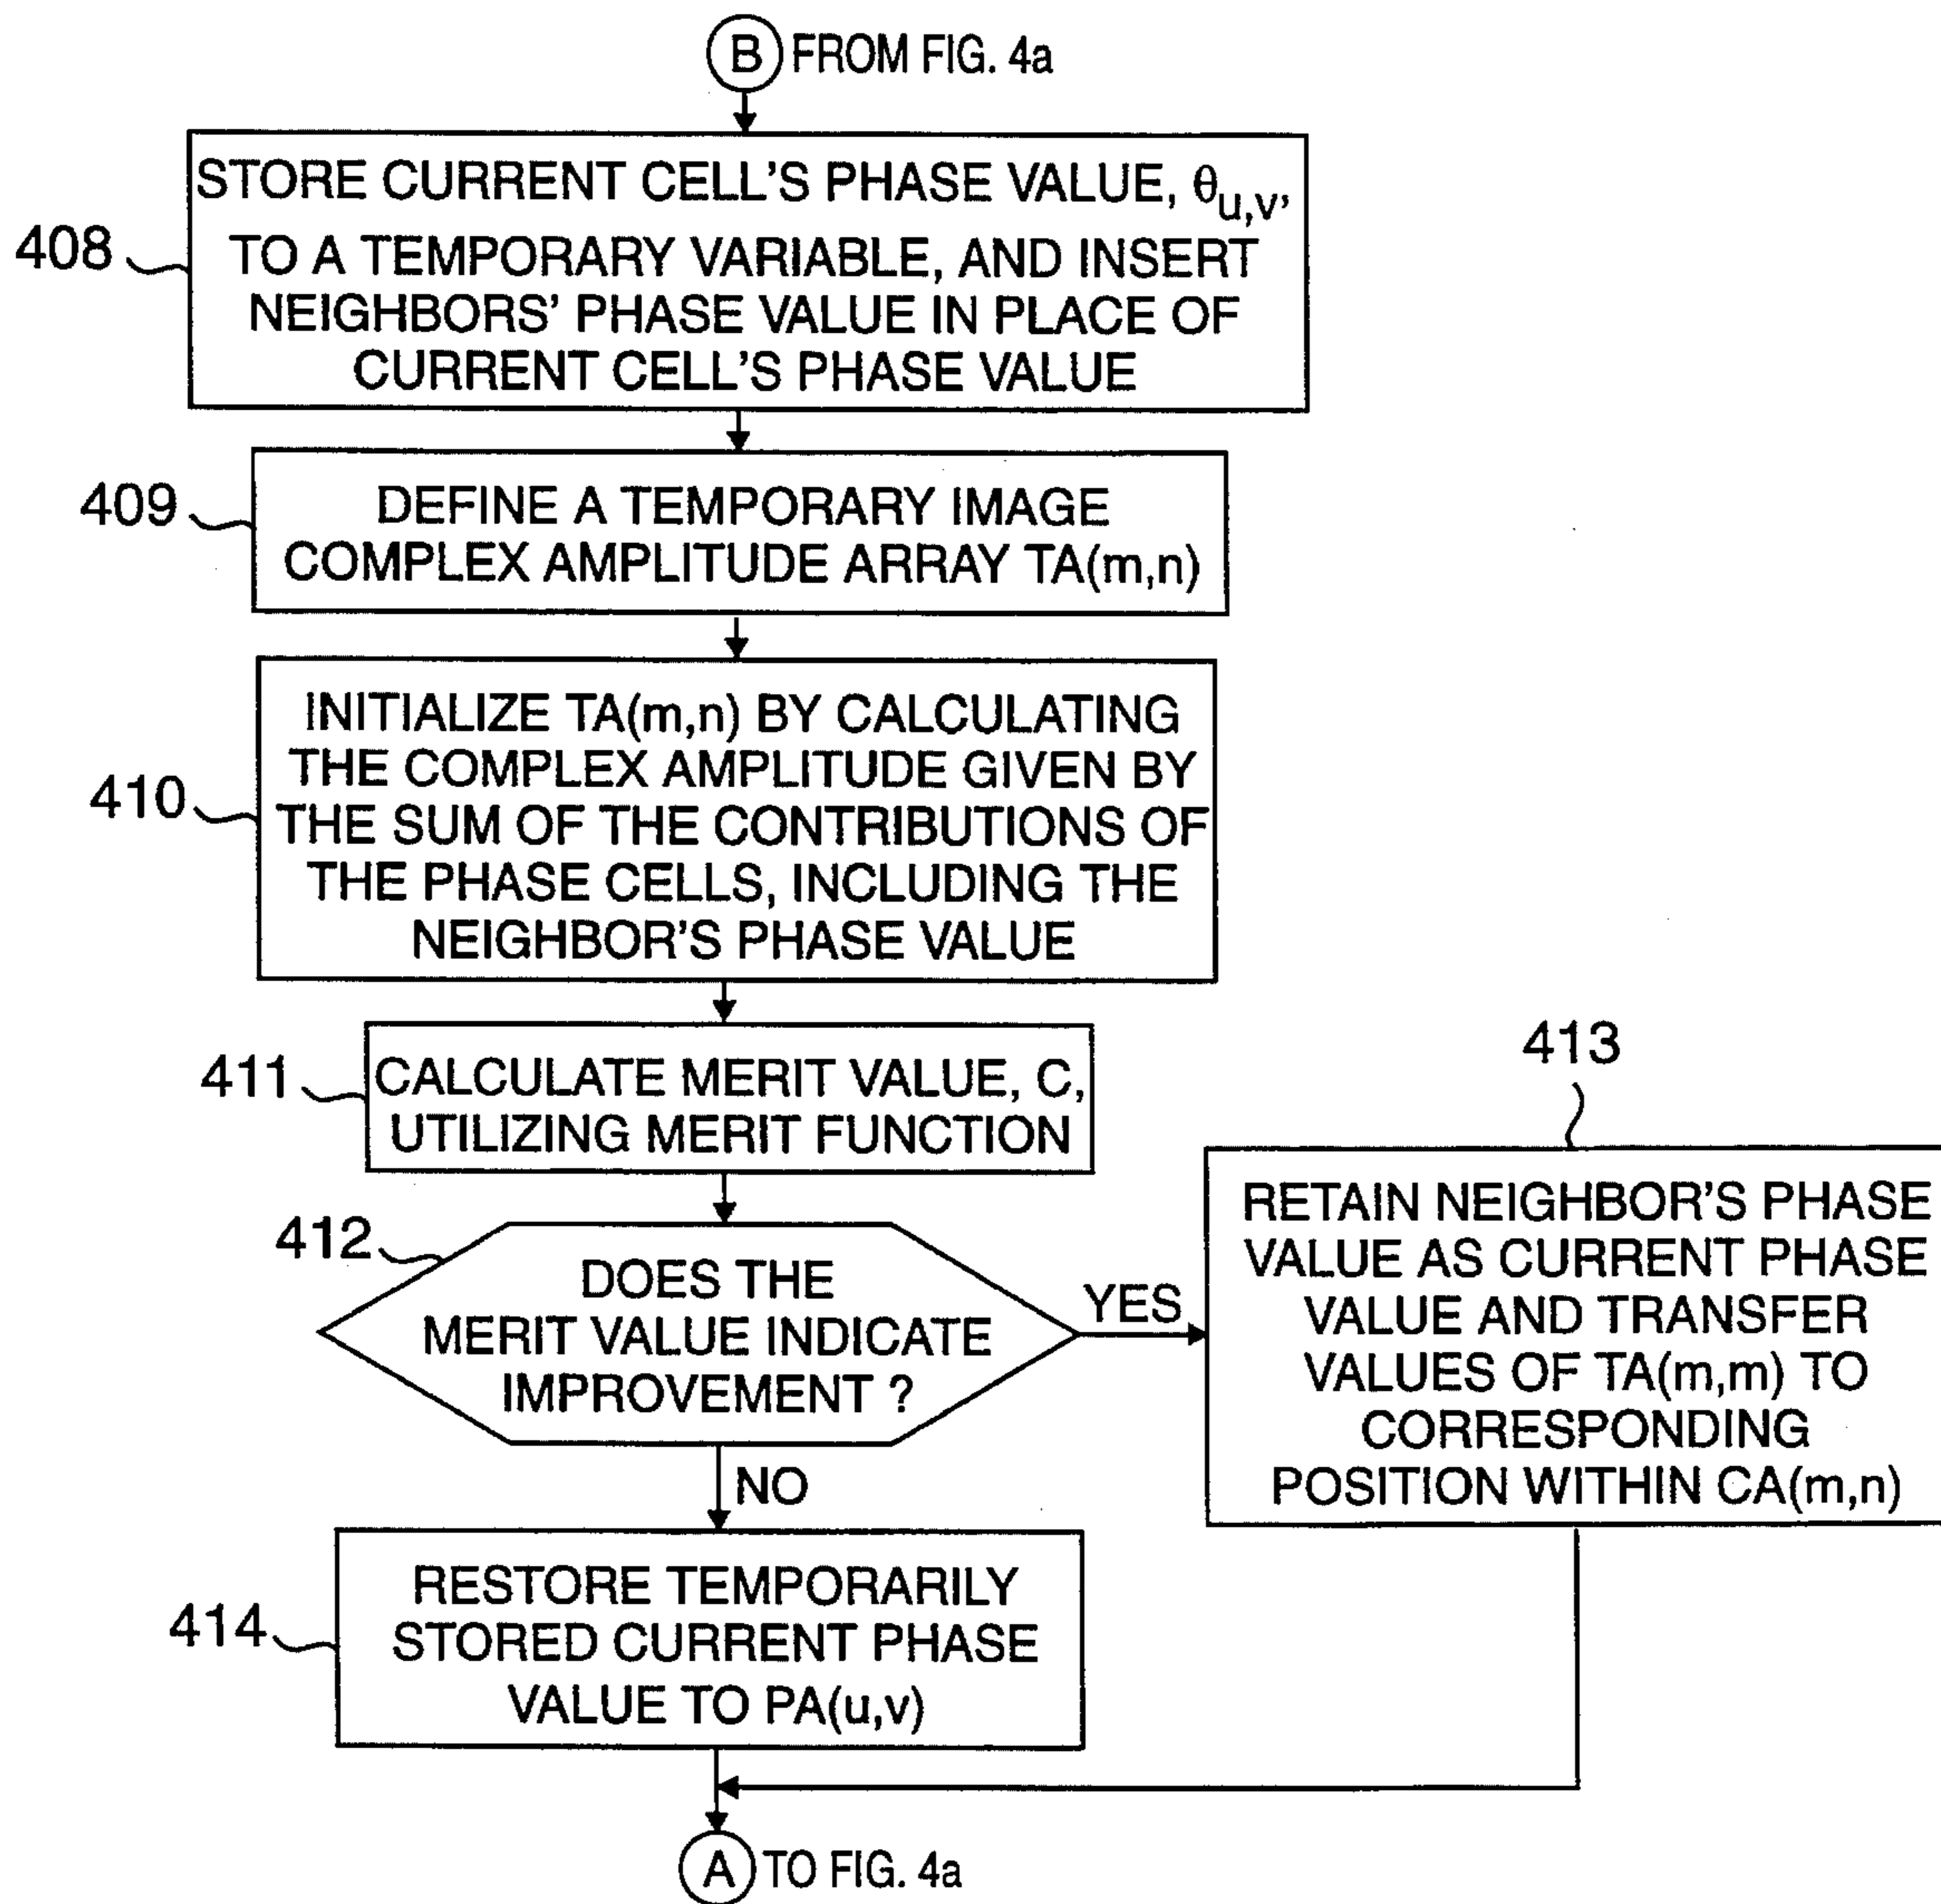 B FROM FIG. 4a
408
STORE CURRENT CELL'S PHASE VALUE, θu,v,
TO A TEMPORARY VARIABLE, AND INSERT
NEIGHBORS' PHASE VALUE IN PLACE OF
CURRENT CELL'S PHASE VALUE
409
DEFINE A TEMPORARY IMAGE
COMPLEX AMPLITUDE ARRAY TA(m,n)
410
INITIALIZE TA(m,n) BY CALCULATING
THE COMPLEX AMPLITUDE GIVEN BY
THE SUM OF THE CONTRIBUTIONS OF
THE PHASE CELLS, INCLUDING THE
NEIGHBOR'S PHASE VALUE
411
CALCULATE MERIT VALUE, C,
UTILIZING MERIT FUNCTION
412
DOES THE
MERIT VALUE INDICATE
IMPROVEMENT ?
YES
413
RETAIN NEIGHBOR'S PHASE
VALUE AS CURRENT PHASE
VALUE AND TRANSFER
VALUES OF TA(m,m) TO
CORRESPONDING
POSITION WITHIN CA(m,n)
NO
414
RESTORE TEMPORARILY
STORED CURRENT PHASE
VALUE TO PA(u,v)
A TO FIG. 4a